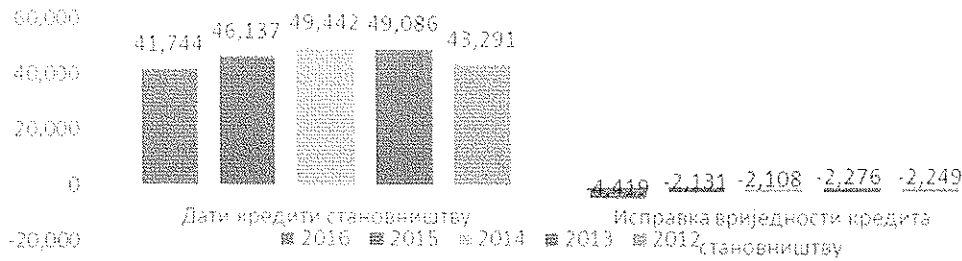 60,000
40,000
20,000
0
-20,000
41,744 46,137 49,442 49,086 43,291
-2,131 -2,108 -2,276 -2,249
Дати кредити становништву
Исправка вриједности кредита становништву
2016 2015 2014 2013 2012